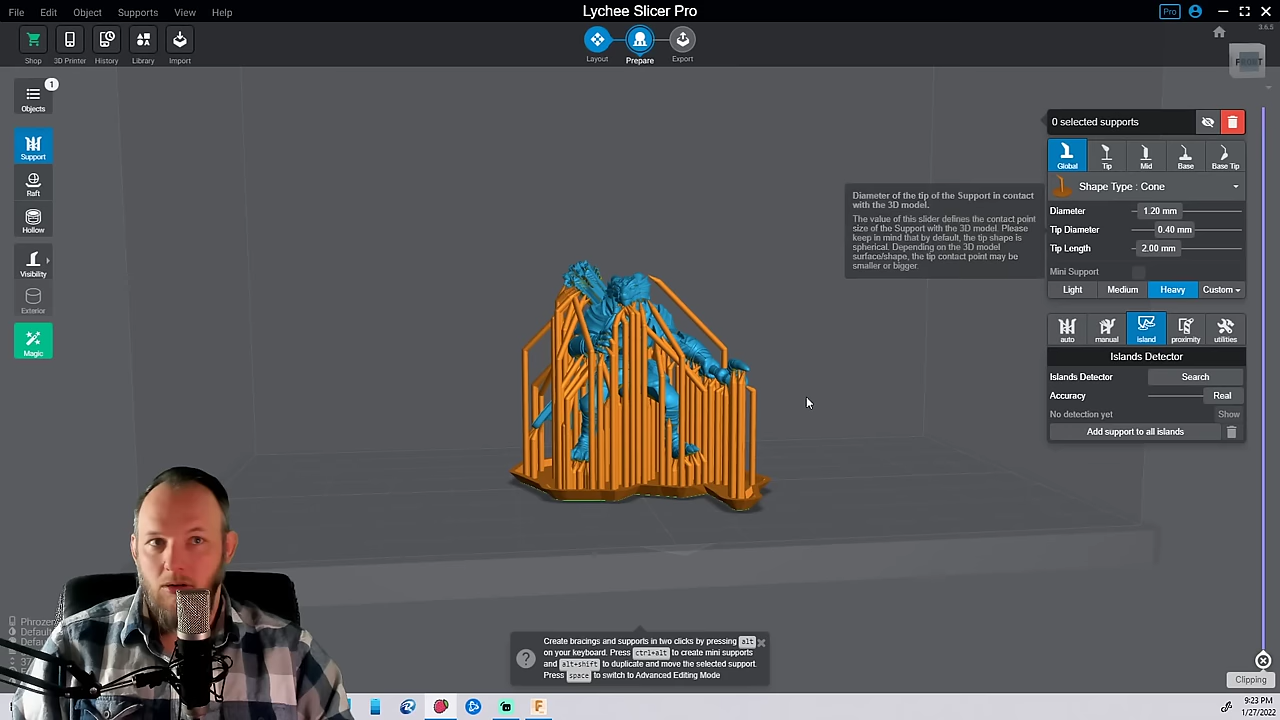 Lychee Slicer Pro
File Edit Object Supports View Help
Pro
3.6.5
Shop 3D Printer History Library Import
Layout Prepare Export
FRONT
Objects 1
Support
Raft
Hollow
Visibility
Exterior
Magic
0 selected supports
Global Tip Mid Base Base Tip
Shape Type : Cone
Diameter 1.20 mm
Tip Diameter 0.40 mm
Tip Length 2.00 mm
Mini Support
Light Medium Heavy Custom
Diameter of the tip of the Support in contact
with the 3D model.
The value of this slider defines the contact point
size of the Support with the 3D model. Please
keep in mind that by default, the tip shape is
spherical. Depending on the 3D model
surface/shape, the tip contact point may be
smaller or bigger.
auto manual island proximity utilities
Islands Detector
Islands Detector Search
Accuracy Real
No detection yet Show
Add support to all islands
Phrozen
Default
Default
Create bracings and supports in two clicks by pressing alt
on your keyboard. Press ctrl+alt to create mini supports
and alt+shift to duplicate and move the selected support.
Press space to switch to Advanced Editing Mode
Clipping
9:23 PM
1/27/2022